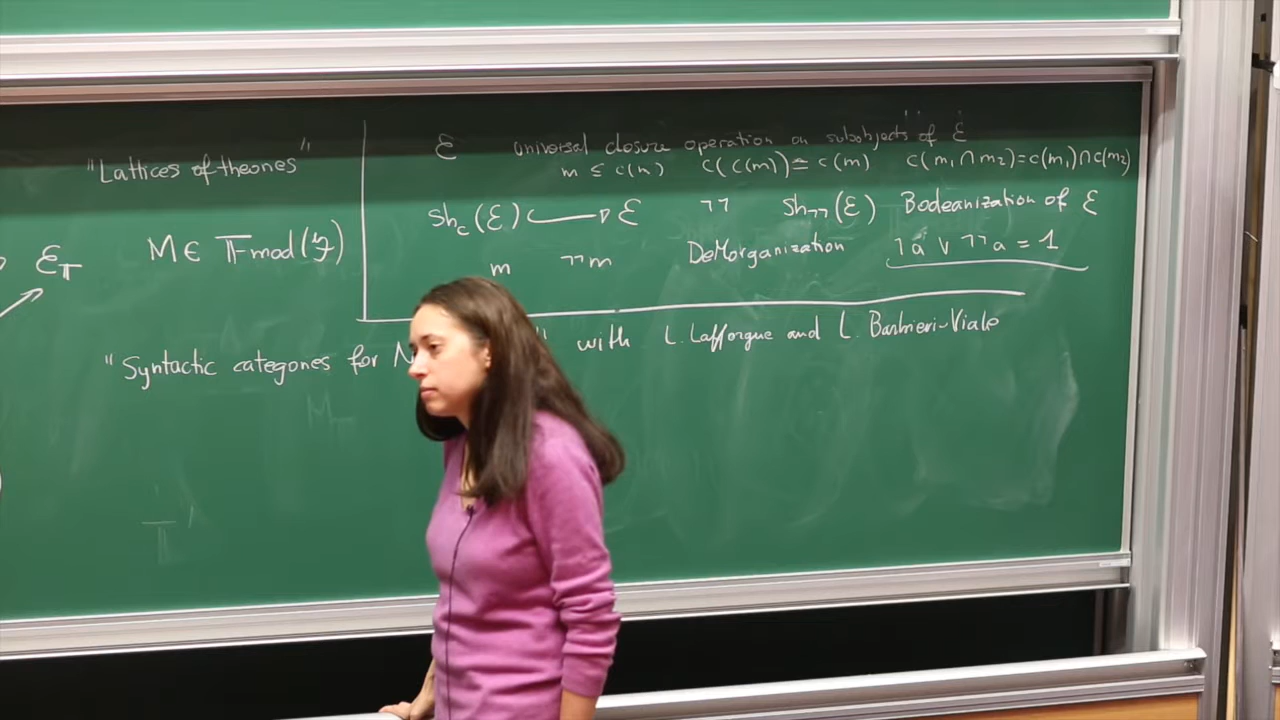 "Lattices of theories"
ℰ_𝕋 M ∈ 𝕋-mod(𝒢)
ℰ universal closure operation on subobjects of ℰ
m ≤ c(m) c(c(m)) ≅ c(m) c(m₁ ∩ m₂) = c(m₁) ∩ c(m₂)
sh_c(ℰ) ↪ ℰ ¬¬ sh_¬¬(ℰ) Booleanization of ℰ
m ¬¬m DeMorganization ¬a ∨ ¬¬a = 1
"Syntactic categories for N " with L. Lafforgue and L. Barbieri-Viale